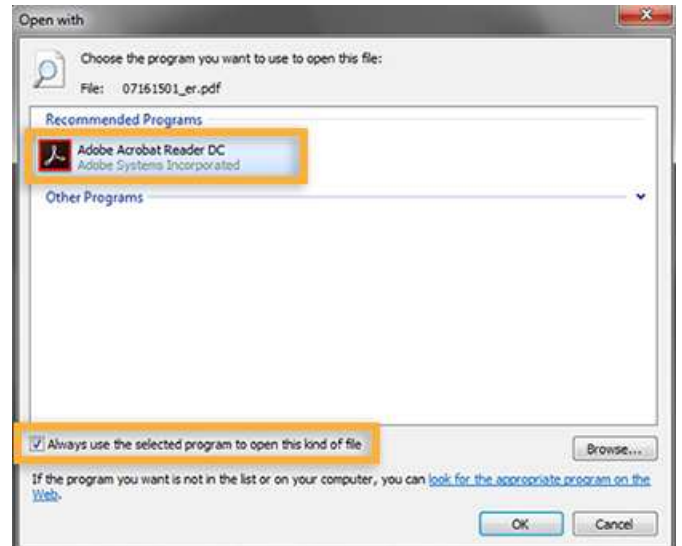 Open with
Choose the program you want to use to open this file:
File: 07161501_er.pdf
Recommended Programs
Adobe Acrobat Reader DC
Adobe Systems Incorporated
Other Programs
Always use the selected program to open this kind of file
Browse...
If the program you want is not in the list or on your computer, you can look for the appropriate program on the
Web.
OK Cancel